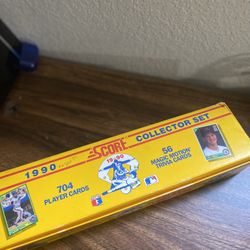 1990
SCORE
COLLECTOR SET
704
PLAYER CARDS
1990
56
MAGIC MOTION
TRIVIA CARDS